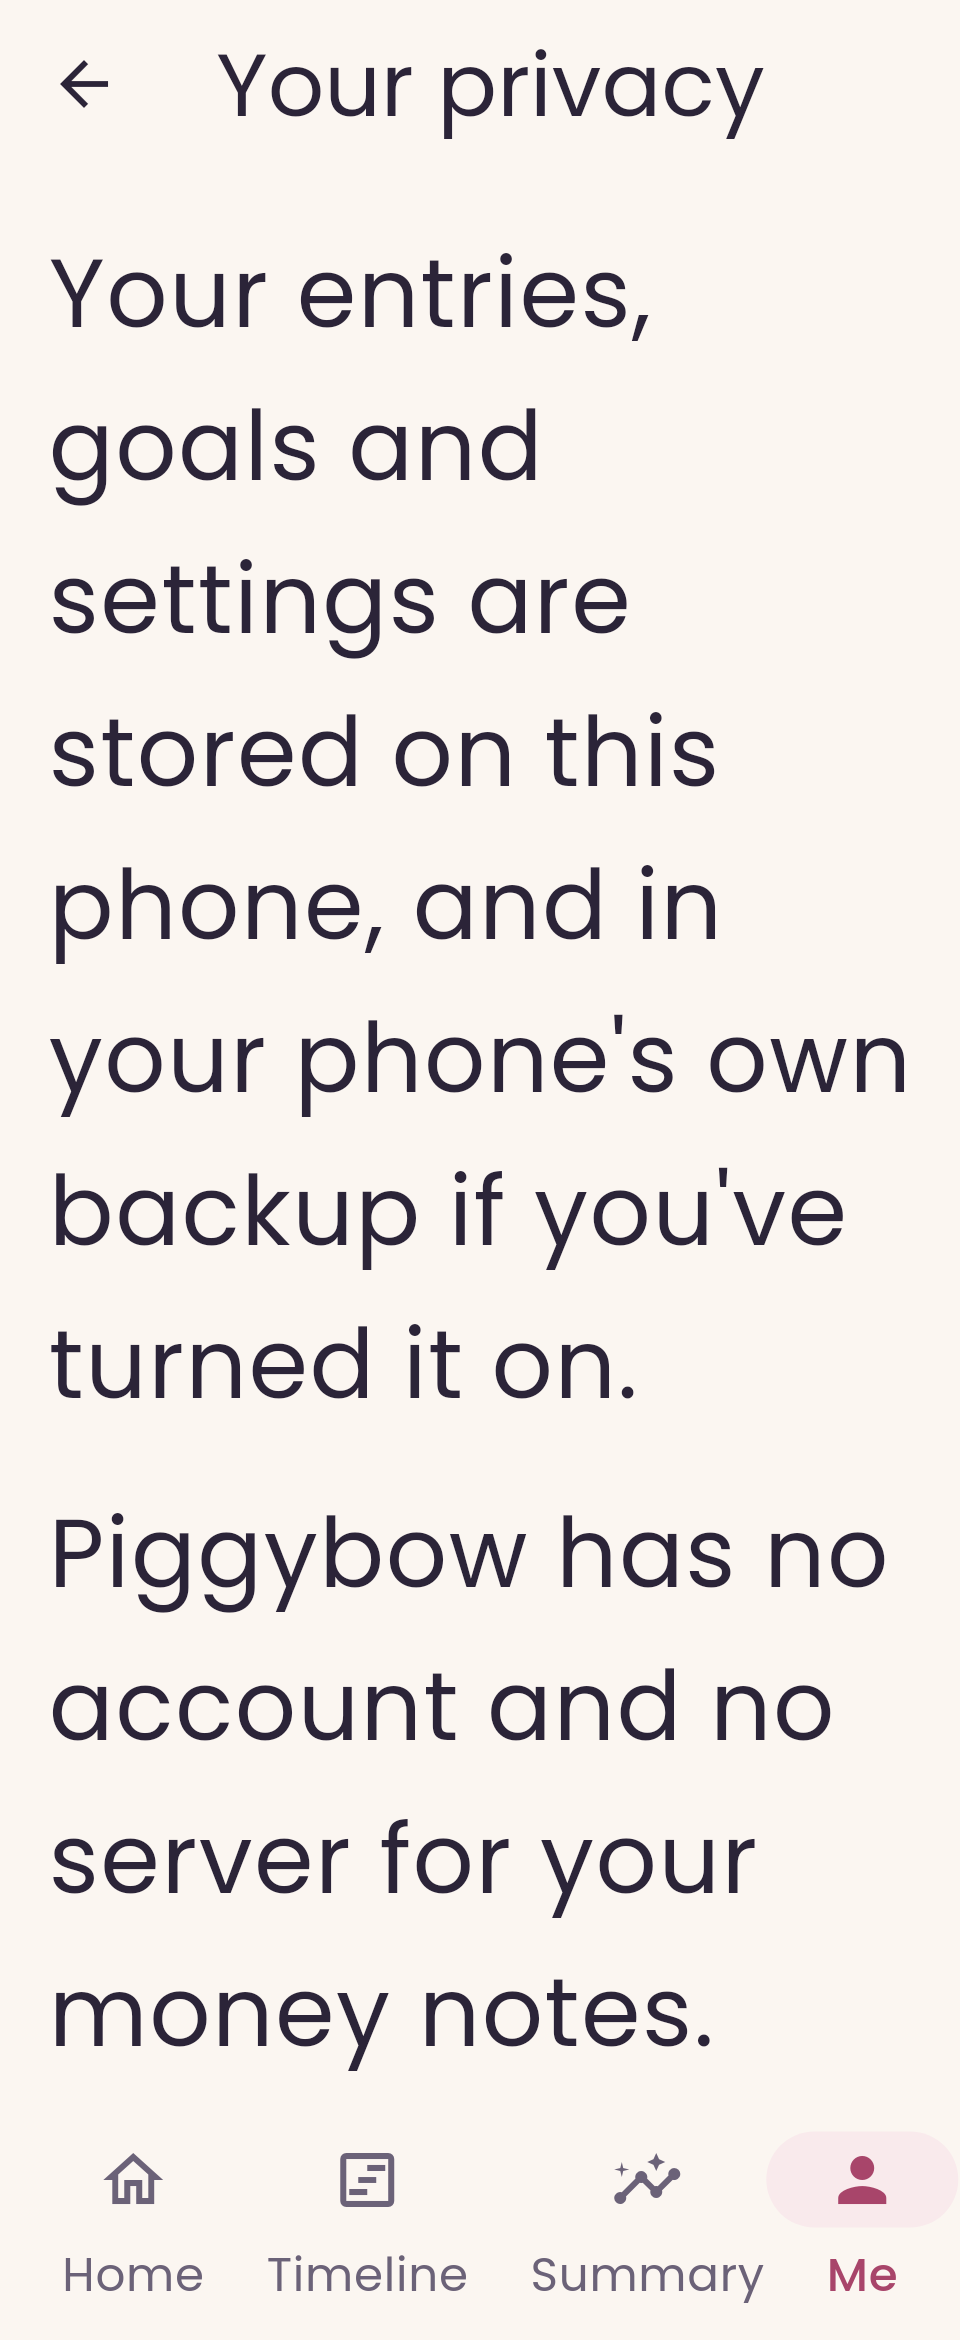 Your privacy
Your entries,
goals and
settings are
stored on this
phone, and in
your phone's own
backup if you've
turned it on.
Piggybow has no
account and no
server for your
money notes.
Home
Timeline
Summary
Me